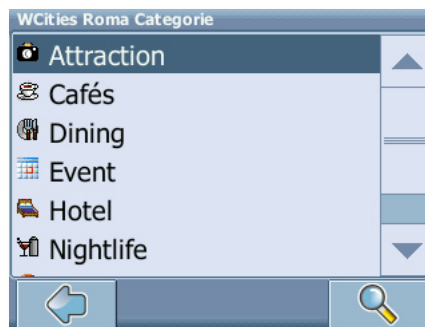 WCities Roma Categorie
Attraction
Cafés
Dining
Event
Hotel
Nightlife